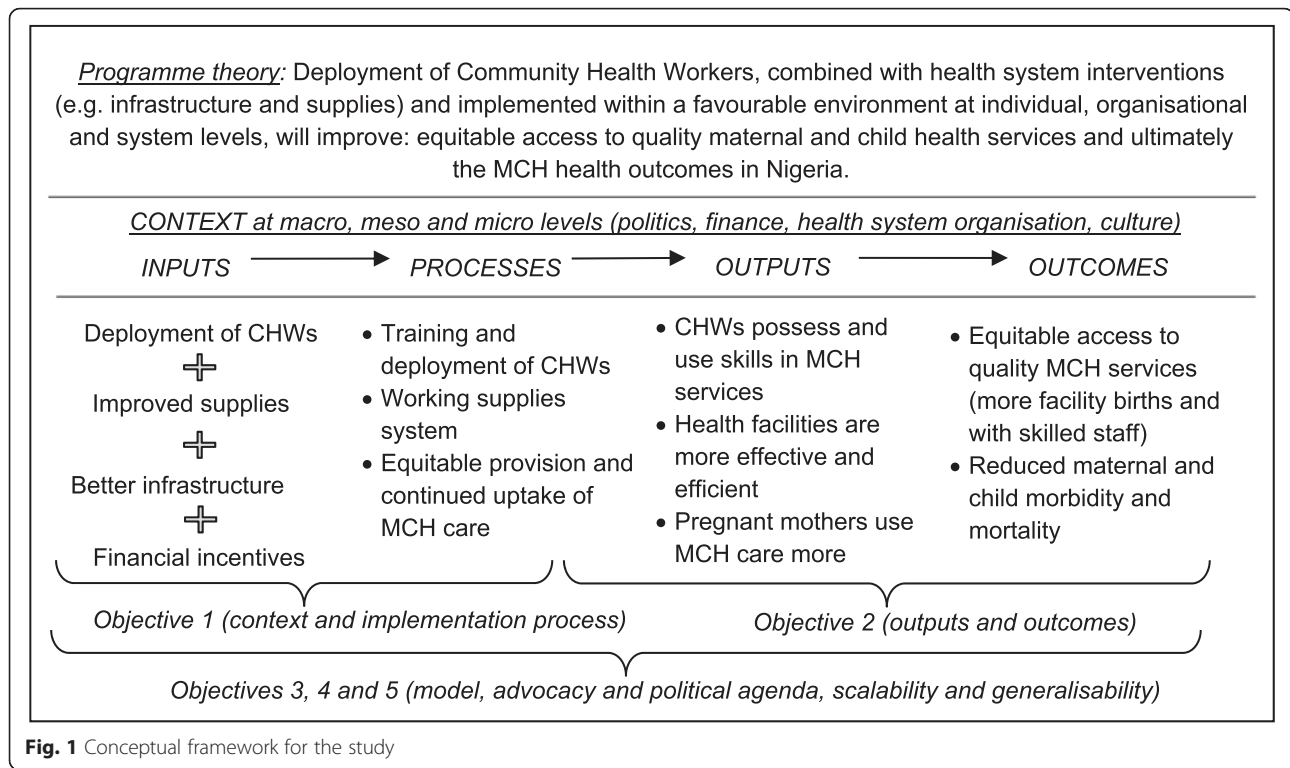 Programme theory: Deployment of Community Health Workers, combined with health system interventions
(e.g. infrastructure and supplies) and implemented within a favourable environment at individual, organisational
and system levels, will improve: equitable access to quality maternal and child health services and ultimately
the MCH health outcomes in Nigeria.
CONTEXT at macro, meso and micro levels (politics, finance, health system organisation, culture)
INPUTS
PROCESSES
OUTPUTS
OUTCOMES
Deployment of CHWs
Improved supplies
Better infrastructure
Financial incentives
• Training and
deployment of CHWs
• Working supplies
system
• Equitable provision and
continued uptake of
MCH care
• CHWs possess and
use skills in MCH
services
• Health facilities are
more effective and
efficient
• Pregnant mothers use
MCH care more
• Equitable access to
quality MCH services
(more facility births and
with skilled staff)
• Reduced maternal and
child morbidity and
mortality
Objective 1 (context and implementation process)
Objective 2 (outputs and outcomes)
Objectives 3, 4 and 5 (model, advocacy and political agenda, scalability and generalisability)
Fig. 1 Conceptual framework for the study